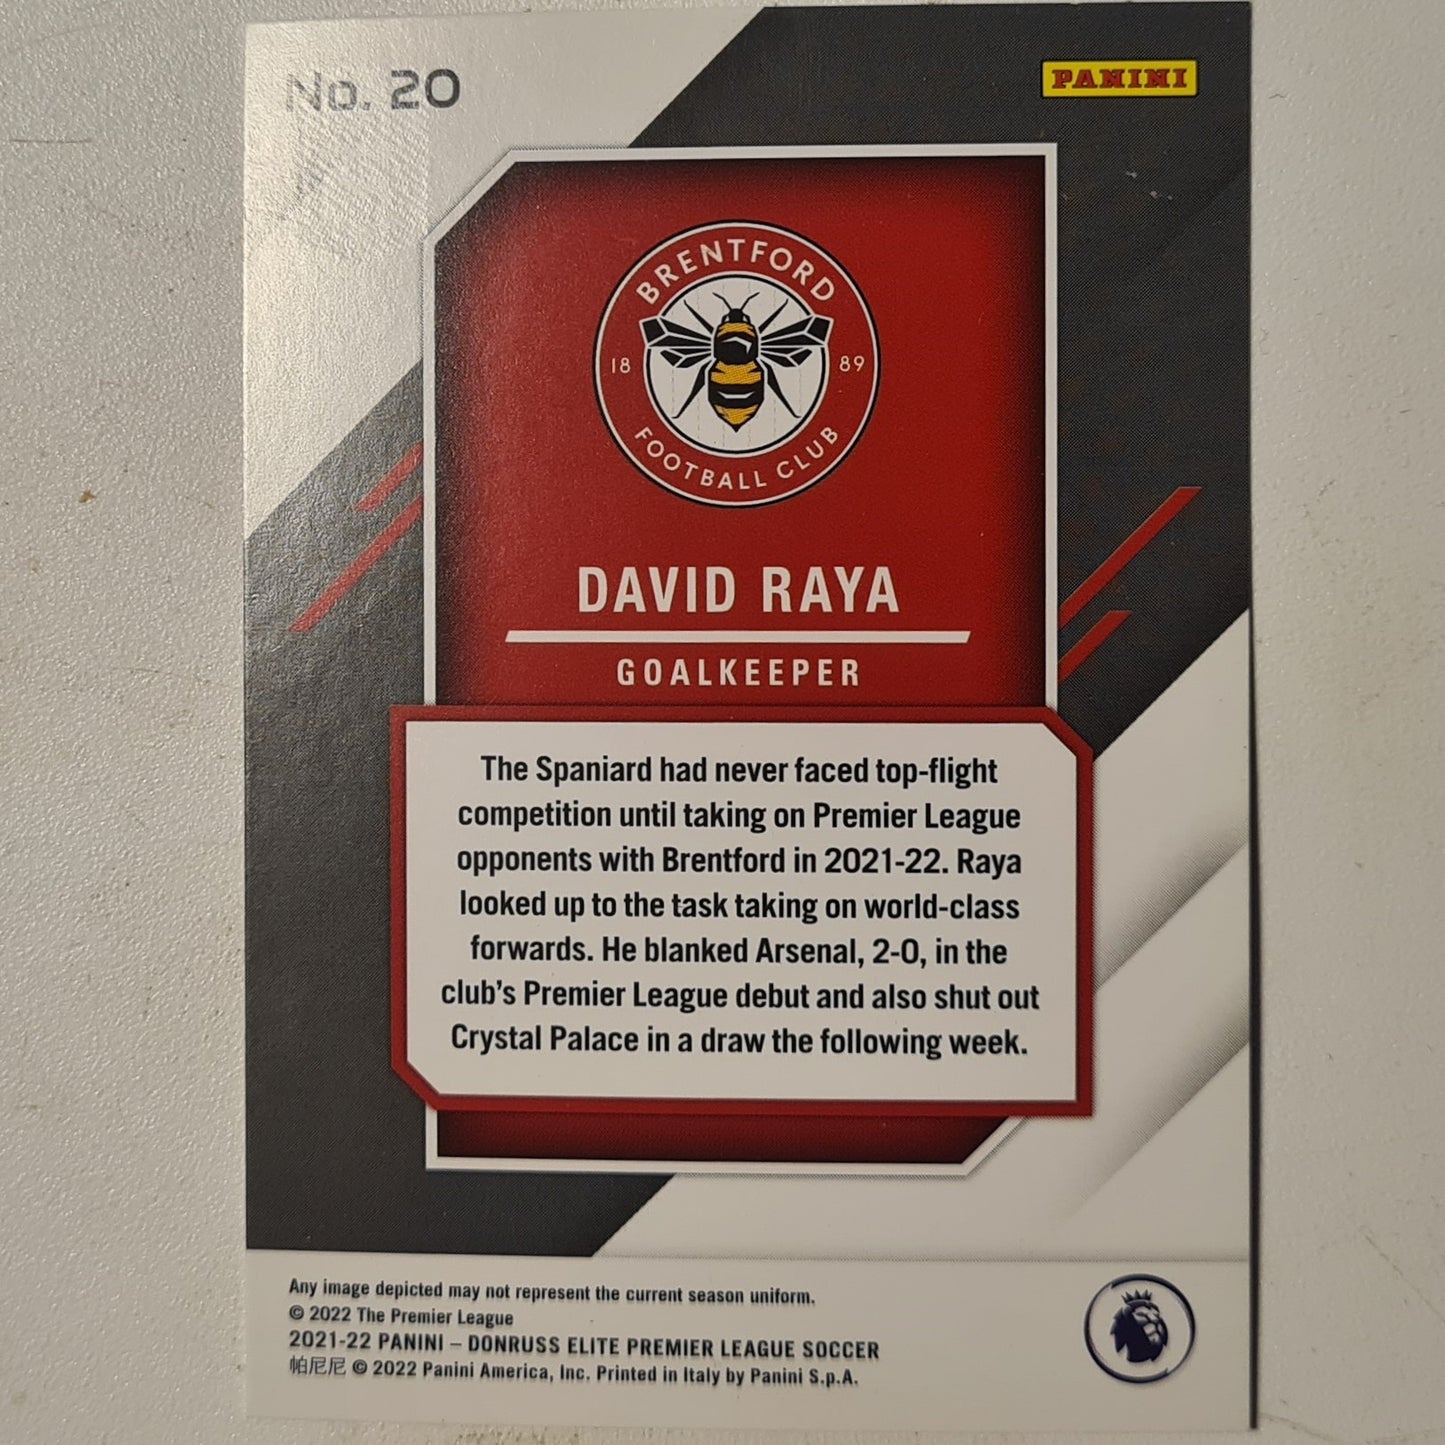 No. 20
PANINI
BRENTFORD
18 89
FOOTBALL CLUB
DAVID RAYA
GOALKEEPER
The Spaniard had never faced top-flight
competition until taking on Premier League
opponents with Brentford in 2021-22. Raya
looked up to the task taking on world-class
forwards. He blanked Arsenal, 2-0, in the
club's Premier League debut and also shut out
Crystal Palace in a draw the following week.
Any image depicted may not represent the current season uniform.
© 2022 The Premier League
2021-22 PANINI – DONRUSS ELITE PREMIER LEAGUE SOCCER
帕尼尼 © 2022 Panini America, Inc. Printed in Italy by Panini S.p.A.